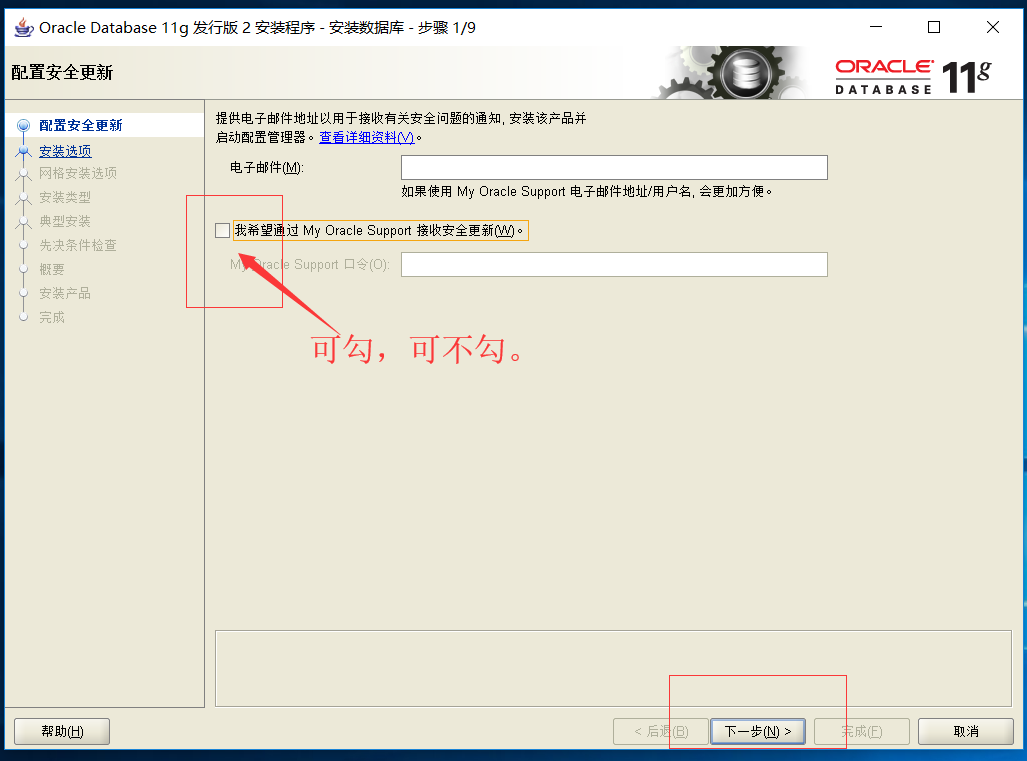 Oracle Database 11g 发行版 2 安装程序 - 安装数据库 - 步骤 1/9
配置安全更新
ORACLE
DATABASE
11g
配置安全更新
安装选项
网格安装选项
安装类型
典型安装
先决条件检查
概要
安装产品
完成
提供电子邮件地址以用于接收有关安全问题的通知, 安装该产品并
启动配置管理器。查看详细资料(V)。
电子邮件(M):
如果使用 My Oracle Support 电子邮件地址/用户名, 会更加方便。
我希望通过 My Oracle Support 接收安全更新(W)。
My Oracle Support 口令(O):
可勾，可不勾。
帮助(H)
< 后退(B)
下一步(N) >
完成(F)
取消